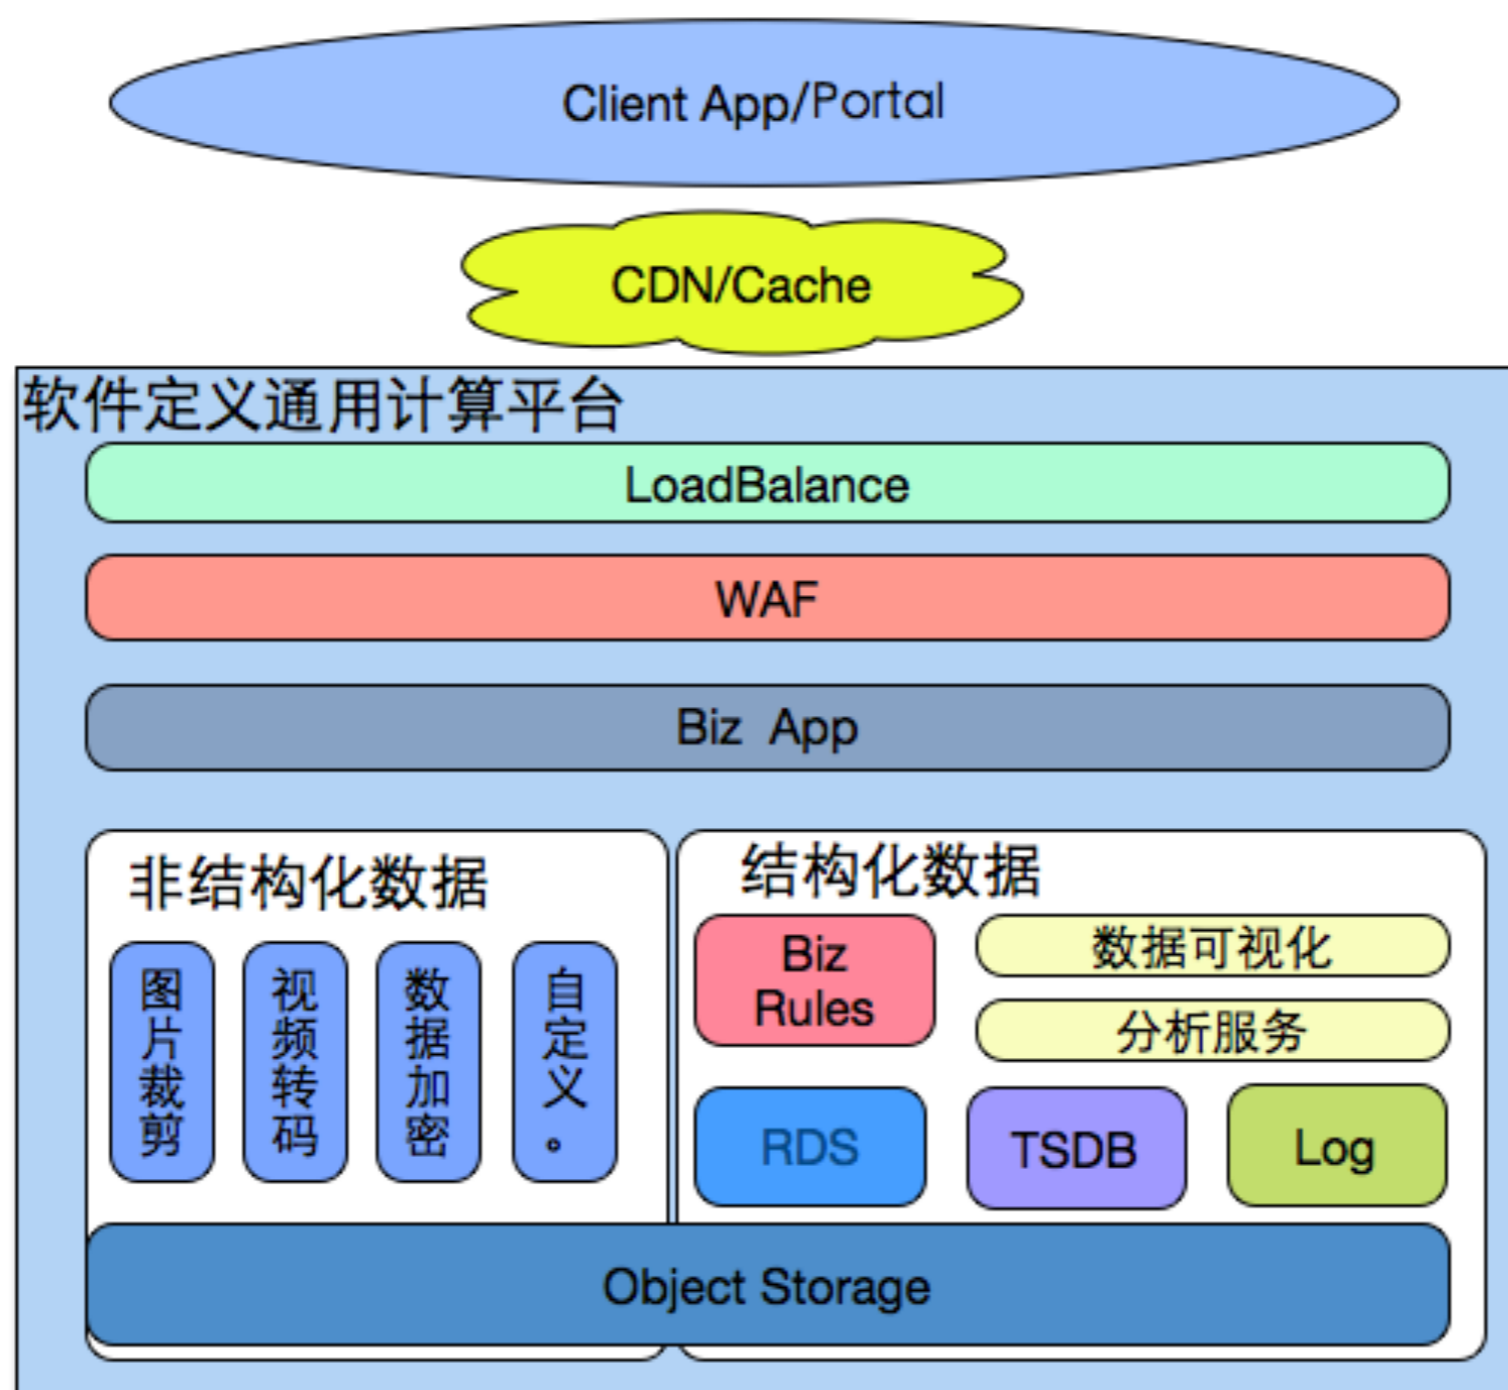 Client App/Portal
CDN/Cache
软件定义通用计算平台
LoadBalance
WAF
Biz App
非结构化数据
图片裁剪
视频转码
数据加密
自定义。
结构化数据
Biz
Rules
数据可视化
分析服务
RDS
TSDB
Log
Object Storage